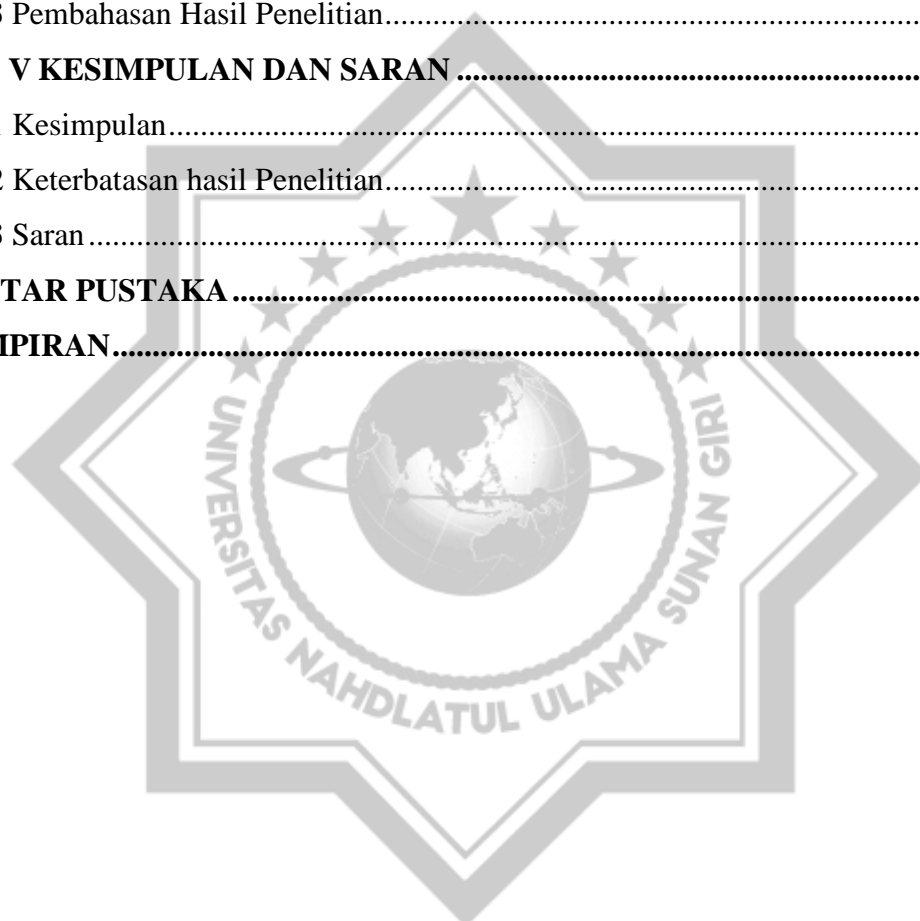 3 Pembahasan Hasil Penelitian
V KESIMPULAN DAN SARAN
Kesimpulan
2 Keterbatasan hasil Penelitian
3 Saran
TAR PUSTAKA
MPIRAN
UNIVERSITAS NAHDLATUL ULAMA SUNAN GIRI